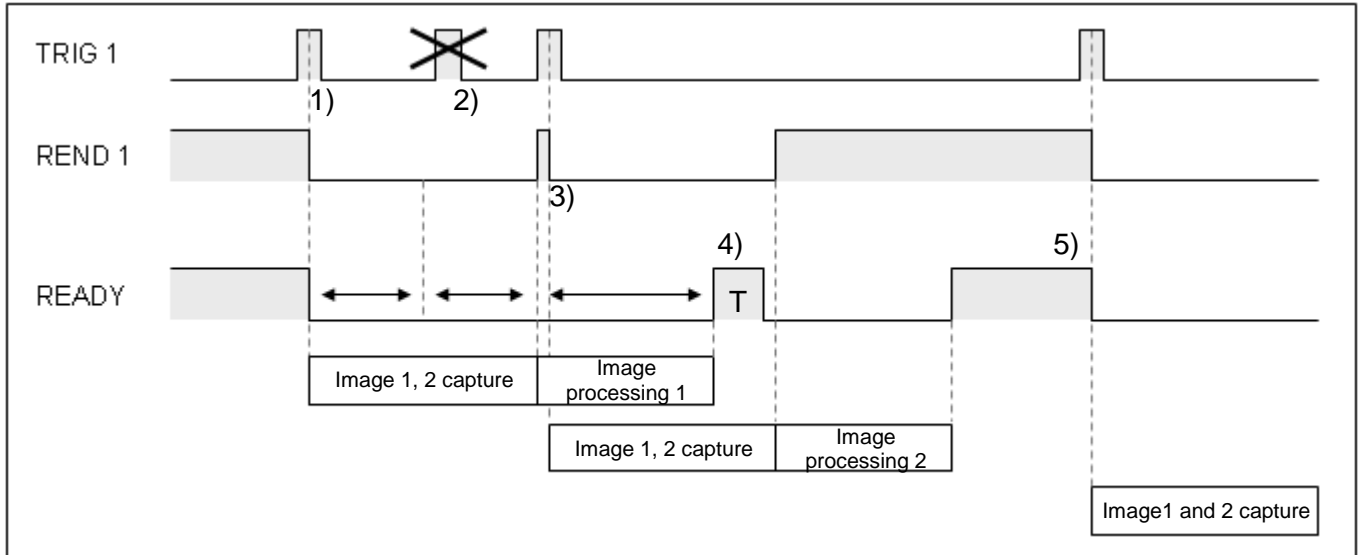 TRIG 1
1)
2)
REND 1
3)
4)
5)
READY
T
Image 1, 2 capture
Image
processing 1
Image 1, 2 capture
Image
processing 2
Image1 and 2 capture